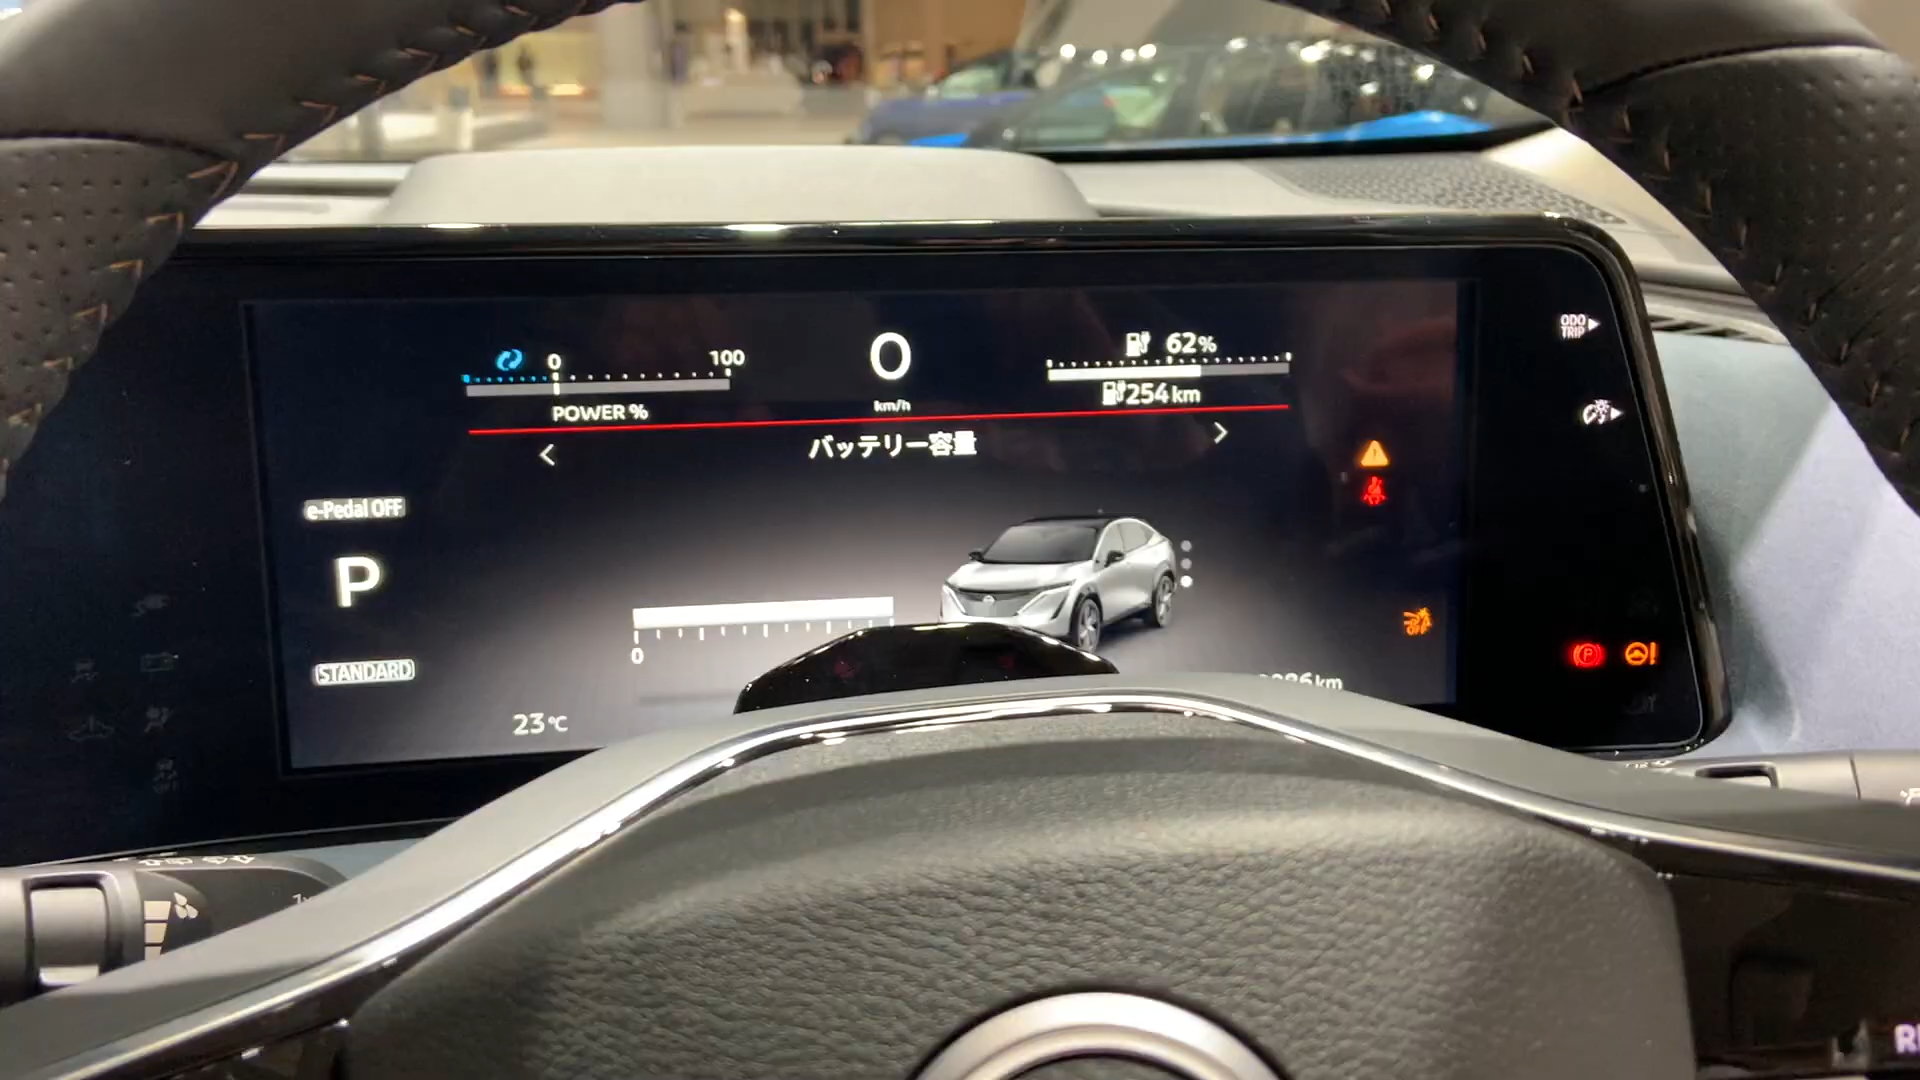 ODO
TRIP
0
100
0
62%
POWER %
km/h
254 km
バッテリー容量
e-Pedal OFF
P
OFF
STANDARD
0
23℃